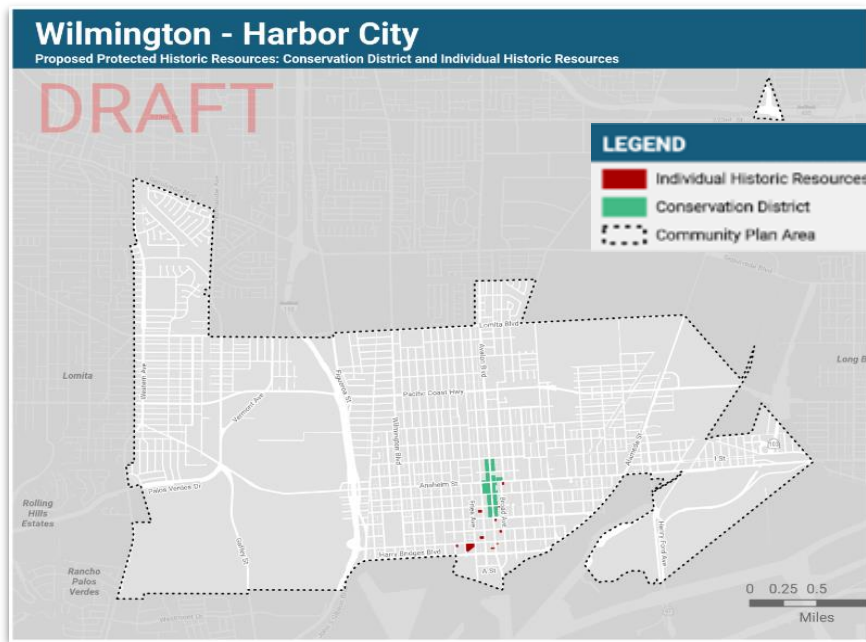 Wilmington - Harbor City
Proposed Protected Historic Resources: Conservation District and Individual Historic Resources
DRAFT
LEGEND
Individual Historic Resources
Conservation District
Community Plan Area
Lomita Blvd
Avalon Blvd
Lomita
Long B
Western Ave
Figueroa St
Vermont Ave
Pacific Coast Hwy
Wilmington Blvd
Alameda St
I St
Anaheim St
Palos Verdes Dr
Rolling
Hills
Estates
Fries Ave
Broad Ave
Henry Ford Ave
Gaffey St
Harry Bridges Blvd
A St
Rancho
Palos
Verdes
0 0.25 0.5
Miles